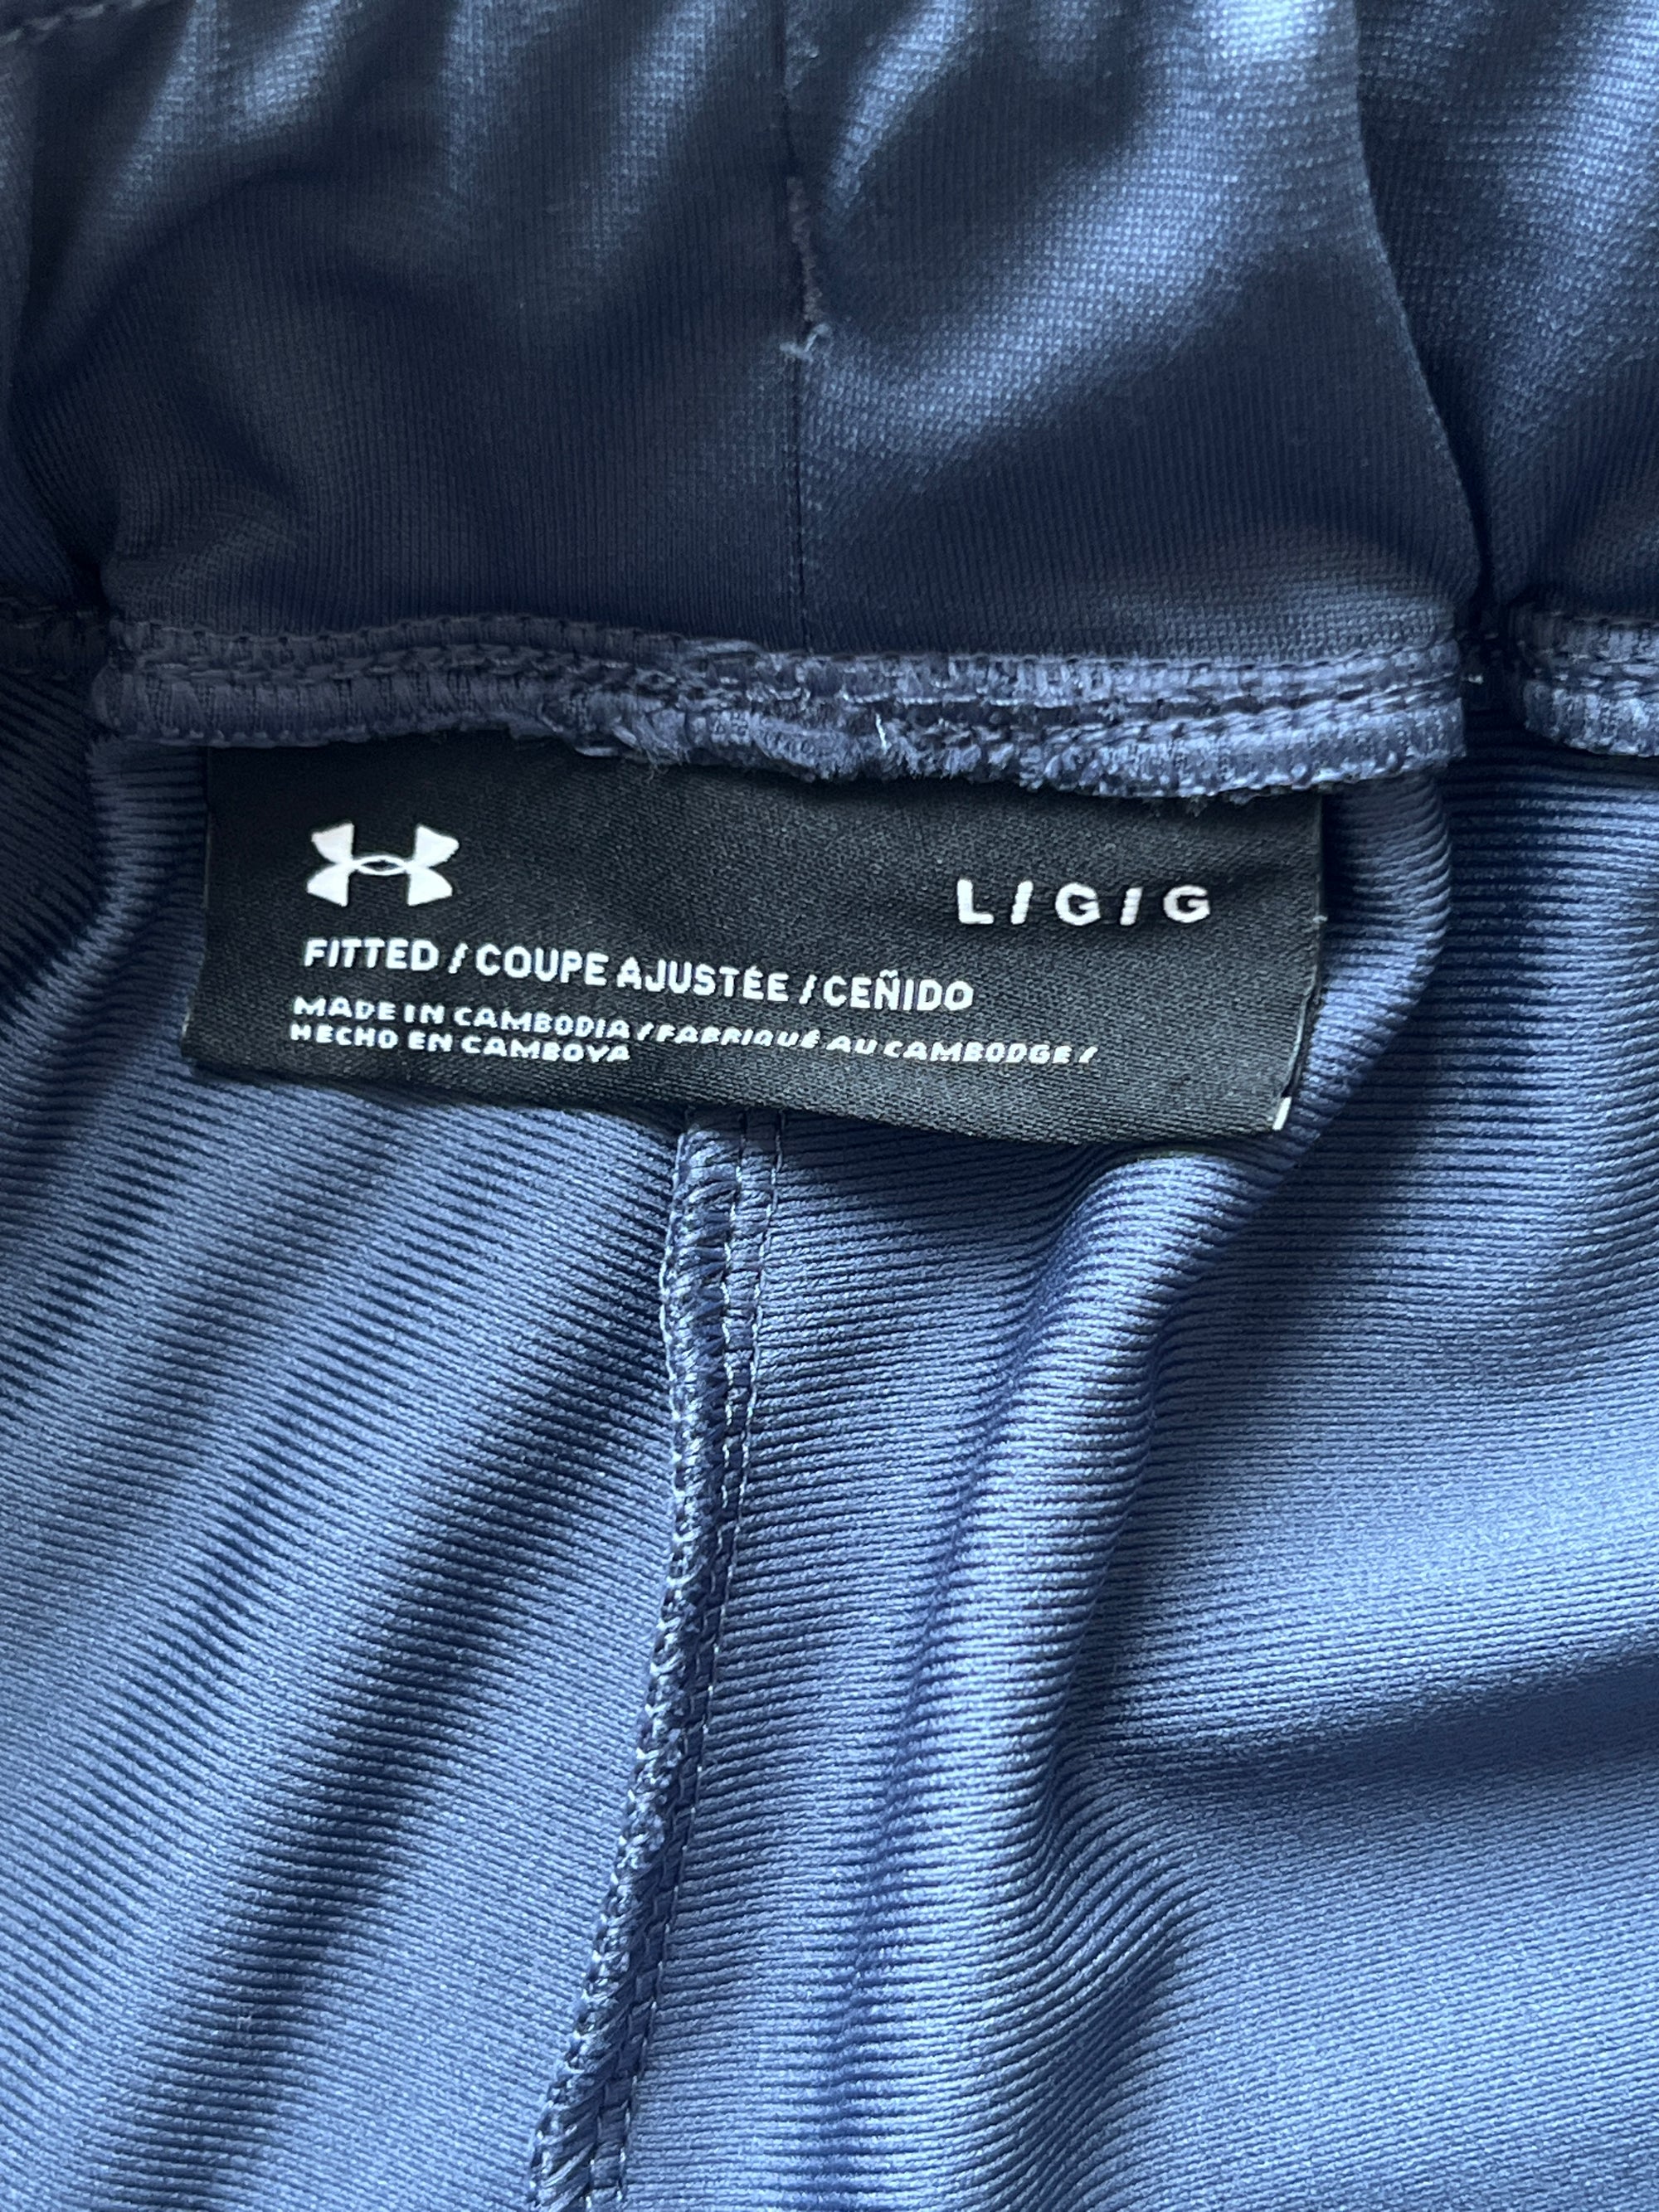 L/G/G
FITTED / COUPE AJUSTÉE / CEÑIDO
MADE IN CAMBODIA / FABRIQUÉ AU CAMBODGE /
HECHO EN CAMBOYA